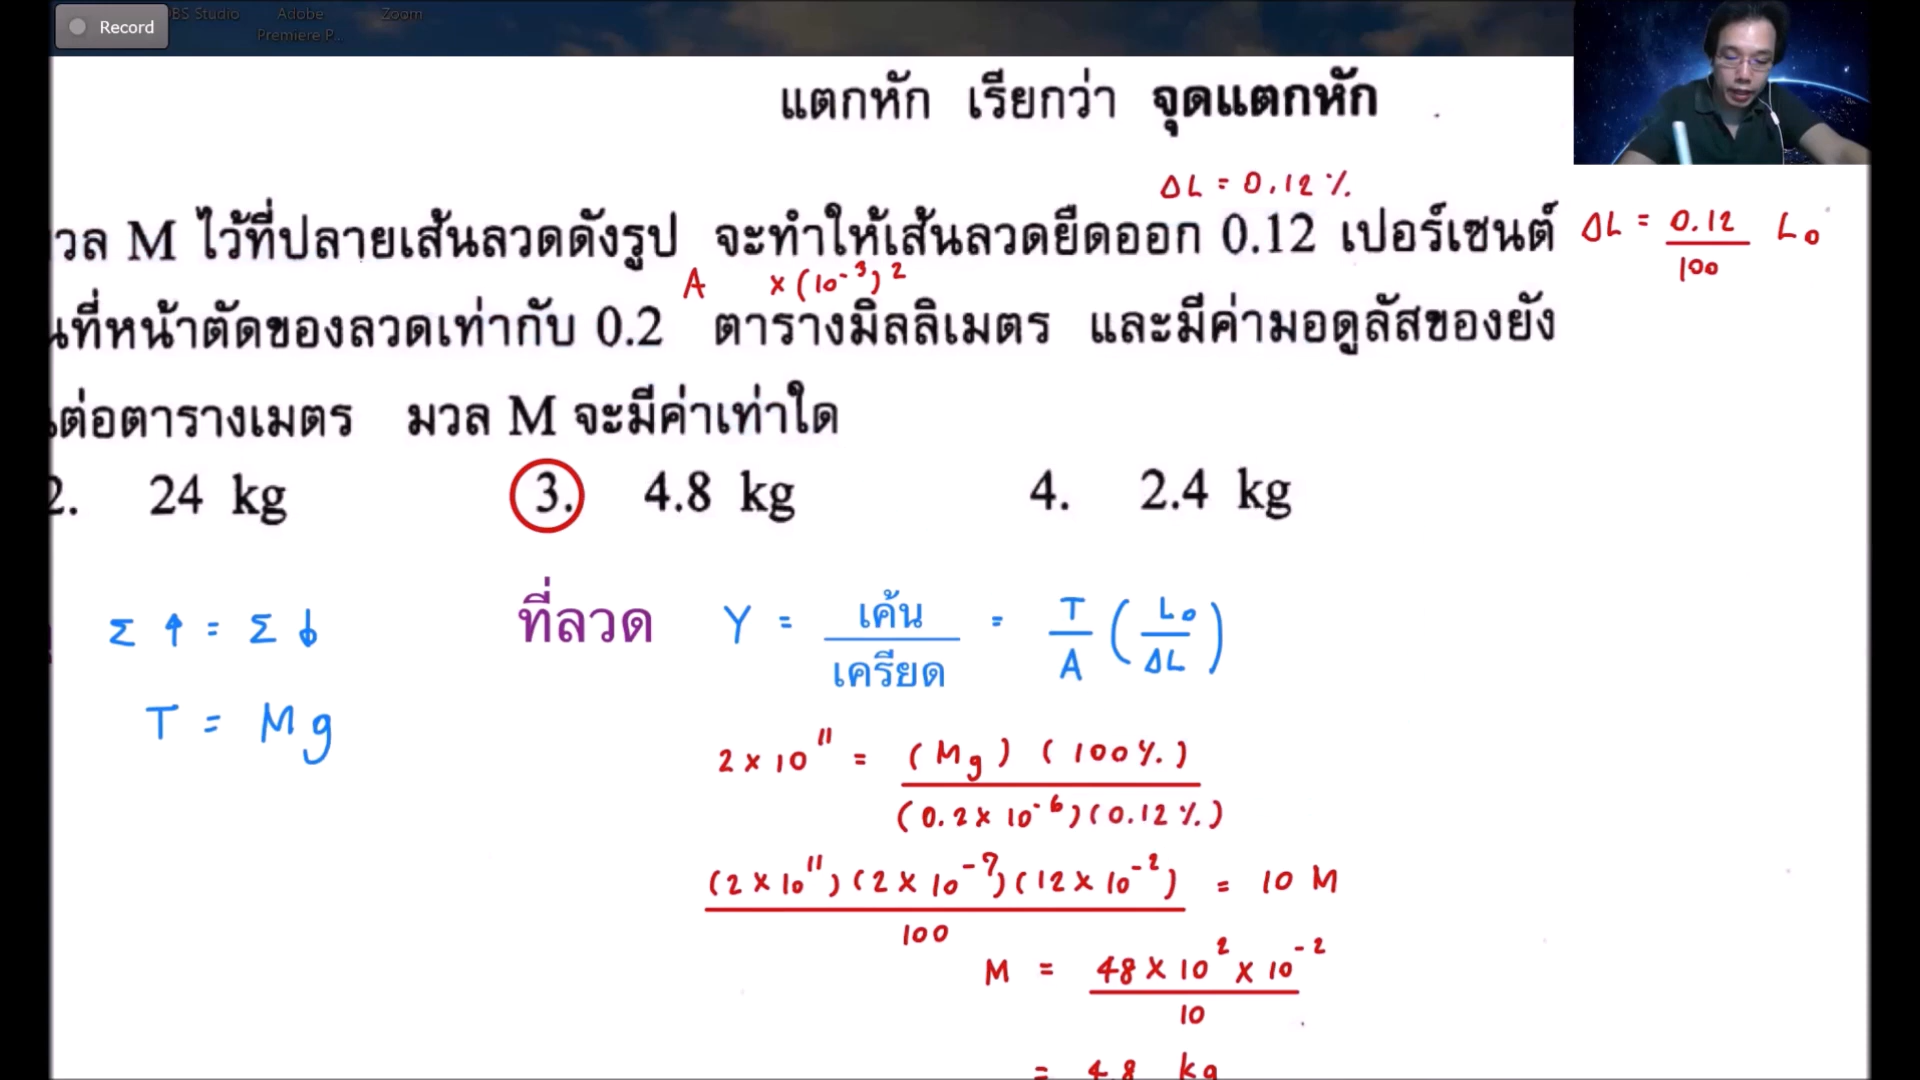 Record
OBS Studio Adobe Premiere P... Zoom
แตกหัก เรียกว่า จุดแตกหัก
ΔL = 0.12 %
วล M ไว้ที่ปลายเส้นลวดดังรูป จะทำให้เส้นลวดยืดออก 0.12 เปอร์เซนต์ ΔL = 0.12/100 L₀
A × (10⁻³)²
นที่หน้าตัดของลวดเท่ากับ 0.2 ตารางมิลลิเมตร และมีค่ามอดูลัสของยัง
นต่อตารางเมตร มวล M จะมีค่าเท่าใด
2. 24 kg 3. 4.8 kg 4. 2.4 kg
Σ ↑ = Σ ↓ ที่ลวด Y = เค้น/เครียด = T/A (L₀/ΔL)
T = Mg
2 × 10¹¹ = (Mg) (100%) / (0.2 × 10⁻⁶)(0.12%)
(2 × 10¹¹)(2 × 10⁻⁷)(12 × 10⁻²) / 100 = 10 M
M = 48 × 10² × 10⁻² / 10
= 4.8 kg